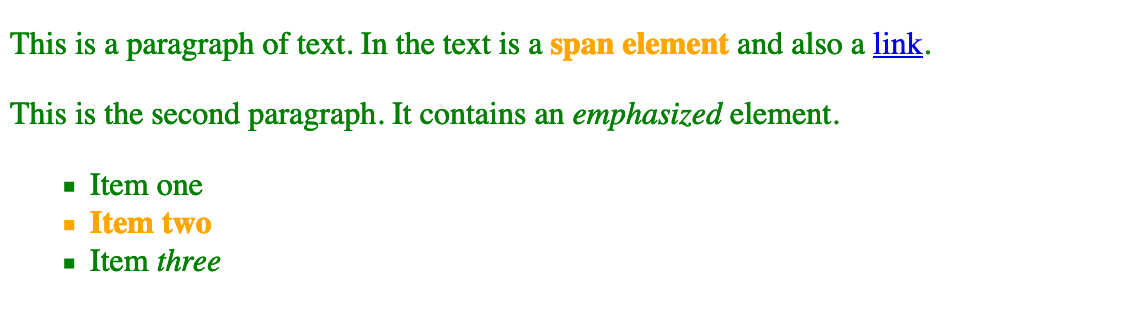 This is a paragraph of text. In the text is a span element and also a link.
This is the second paragraph. It contains an emphasized element.
Item one
Item two
Item three